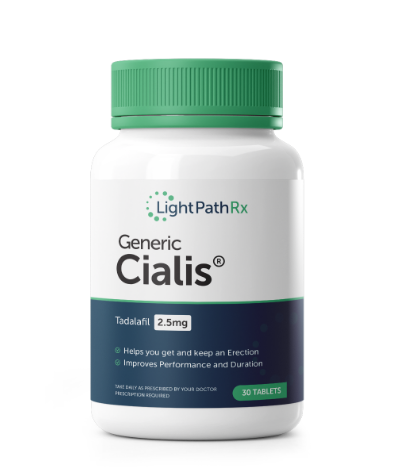 LightPathRx
Generic
Cialis®
Tadalafil 2.5mg
Helps you get and keep an Erection
Improves Performance and Duration
TAKE DAILY AS PRESCRIBED BY YOUR DOCTOR
PRESCRIPTION REQUIRED
30 TABLETS